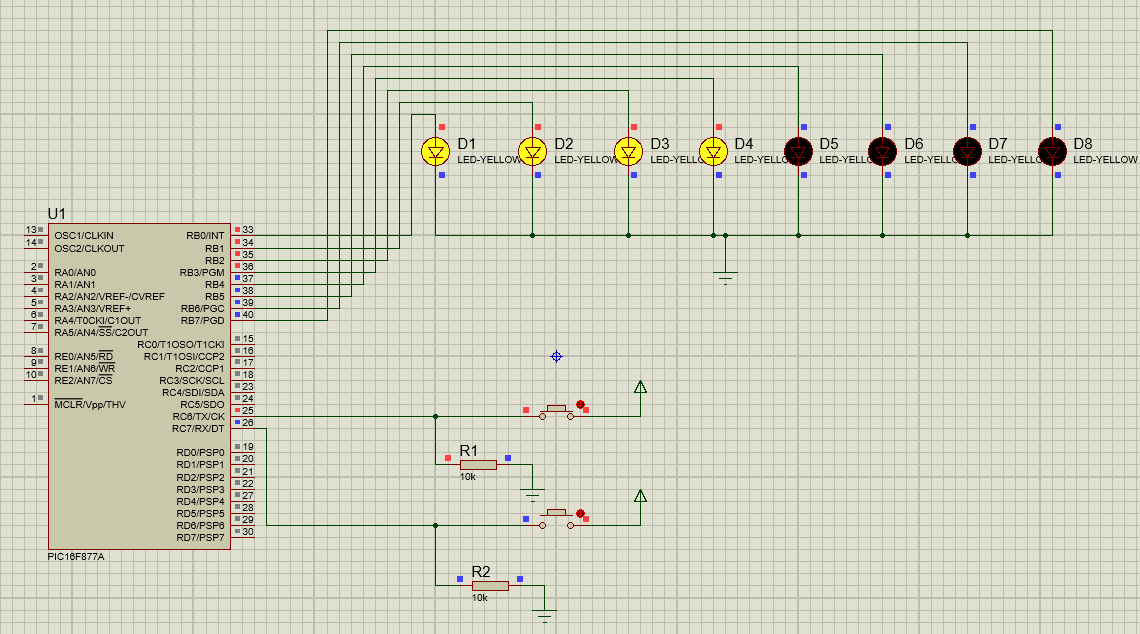 D1
LED-YELLOW
D2
LED-YELLOW
D3
LED-YELLC
D4
LED-YELLC
D5
LED-YELLC
D6
LED-YELLC
D7
LED-YELLC
D8
LED-YELLOW
U1
13 OSC1/CLKIN
14 OSC2/CLKOUT
2 RA0/AN0
3 RA1/AN1
4 RA2/AN2/VREF-/CVREF
5 RA3/AN3/VREF+
6 RA4/T0CKI/C1OUT
7 RA5/AN4/SS/C2OUT
8 RE0/AN5/RD
9 RE1/AN6/WR
10 RE2/AN7/CS
1 MCLR/Vpp/THV
RB0/INT 33
RB1 34
RB2 35
RB3/PGM 36
RB4 37
RB5 38
RB6/PGC 39
RB7/PGD 40
RC0/T1OSO/T1CKI 15
RC1/T1OSI/CCP2 16
RC2/CCP1 17
RC3/SCK/SCL 18
RC4/SDI/SDA 23
RC5/SDO 24
RC6/TX/CK 25
RC7/RX/DT 26
RD0/PSP0 19
RD1/PSP1 20
RD2/PSP2 21
RD3/PSP3 22
RD4/PSP4 27
RD5/PSP5 28
RD6/PSP6 29
RD7/PSP7 30
PIC16F877A
R1
10k
R2
10k